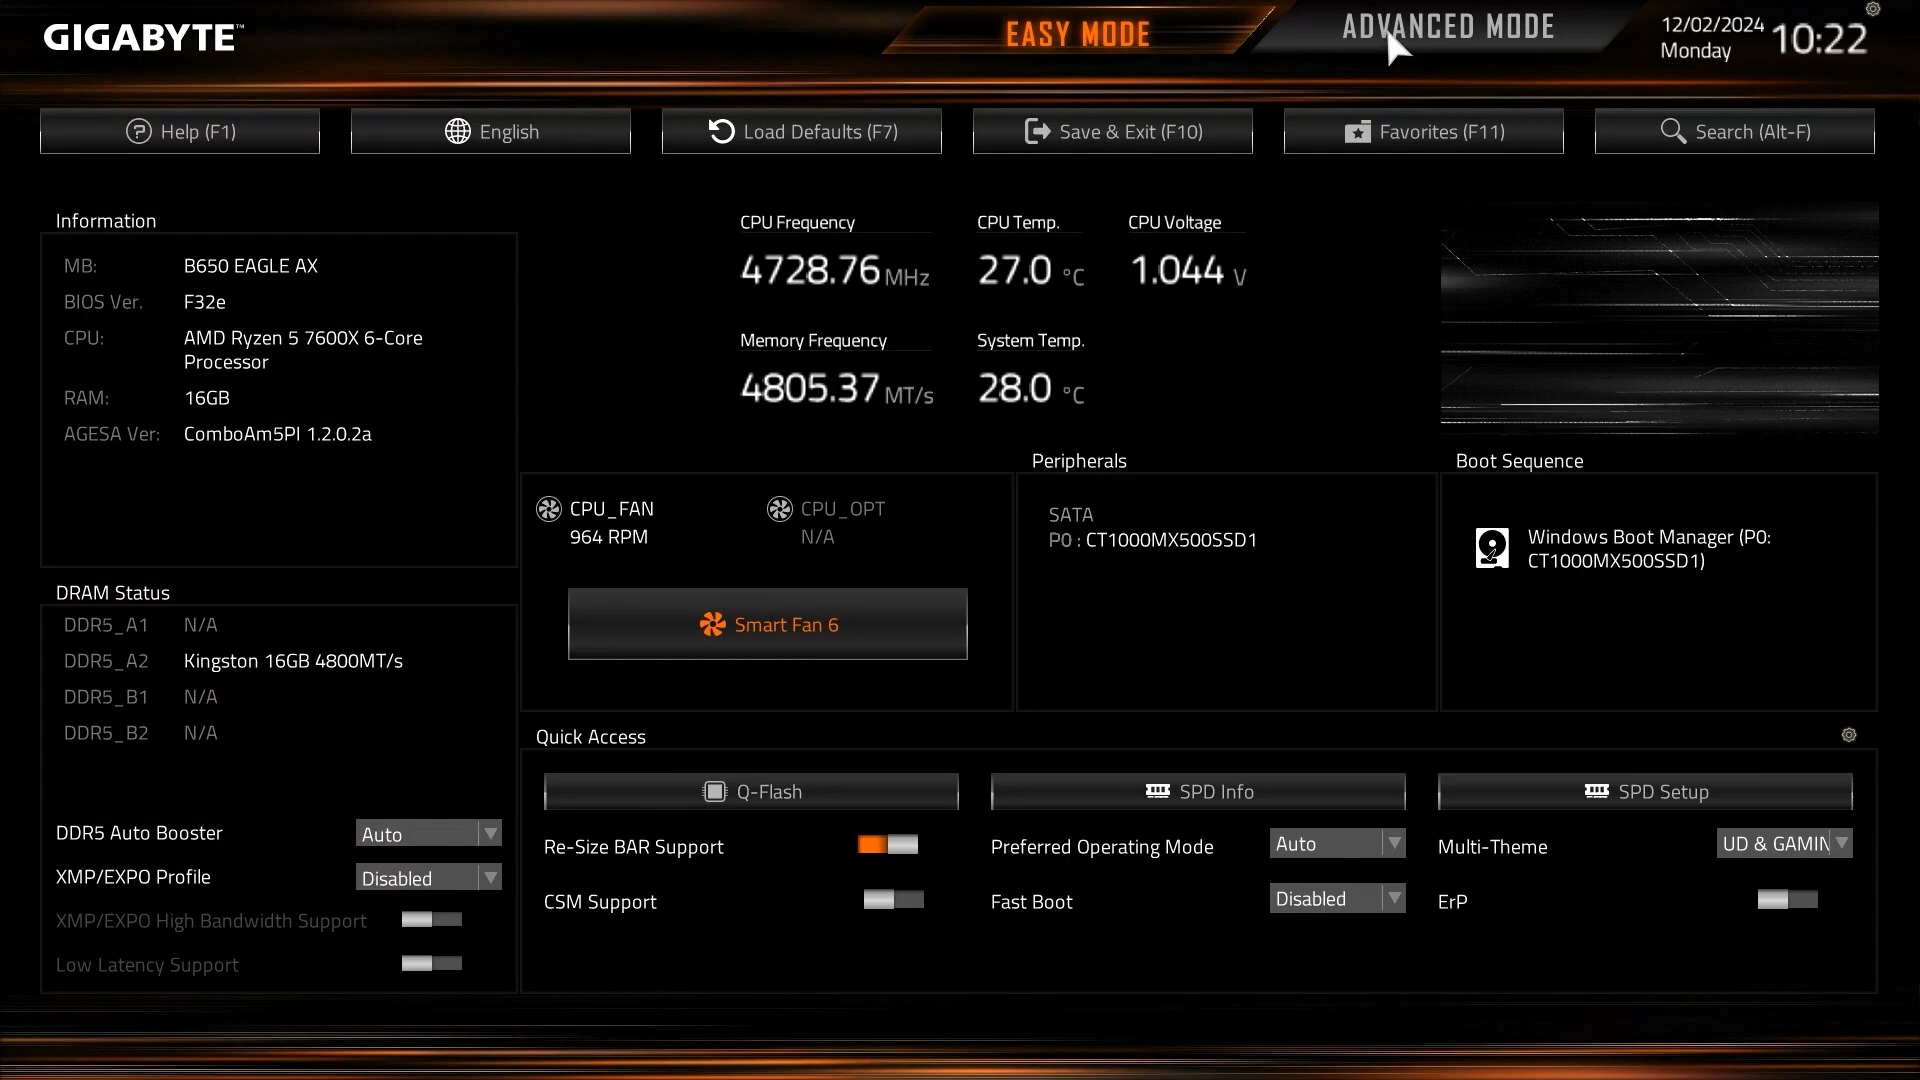 GIGABYTE™
EASY MODE
ADVANCED MODE
12/02/2024
Monday
10:22
Help (F1)
English
Load Defaults (F7)
Save & Exit (F10)
Favorites (F11)
Search (Alt-F)
Information
MB: B650 EAGLE AX
BIOS Ver. F32e
CPU: AMD Ryzen 5 7600X 6-Core
Processor
RAM: 16GB
AGESA Ver: ComboAm5PI 1.2.0.2a
CPU Frequency
4728.76 MHz
CPU Temp.
27.0 °C
CPU Voltage
1.044 V
Memory Frequency
4805.37 MT/s
System Temp.
28.0 °C
CPU_FAN
964 RPM
CPU_OPT
N/A
Smart Fan 6
Peripherals
SATA
P0 : CT1000MX500SSD1
Boot Sequence
Windows Boot Manager (P0:
CT1000MX500SSD1)
DRAM Status
DDR5_A1 N/A
DDR5_A2 Kingston 16GB 4800MT/s
DDR5_B1 N/A
DDR5_B2 N/A
DDR5 Auto Booster Auto
XMP/EXPO Profile Disabled
XMP/EXPO High Bandwidth Support
Low Latency Support
Quick Access
Q-Flash
SPD Info
SPD Setup
Re-Size BAR Support
Preferred Operating Mode Auto
Multi-Theme UD & GAMIN
CSM Support
Fast Boot Disabled
ErP